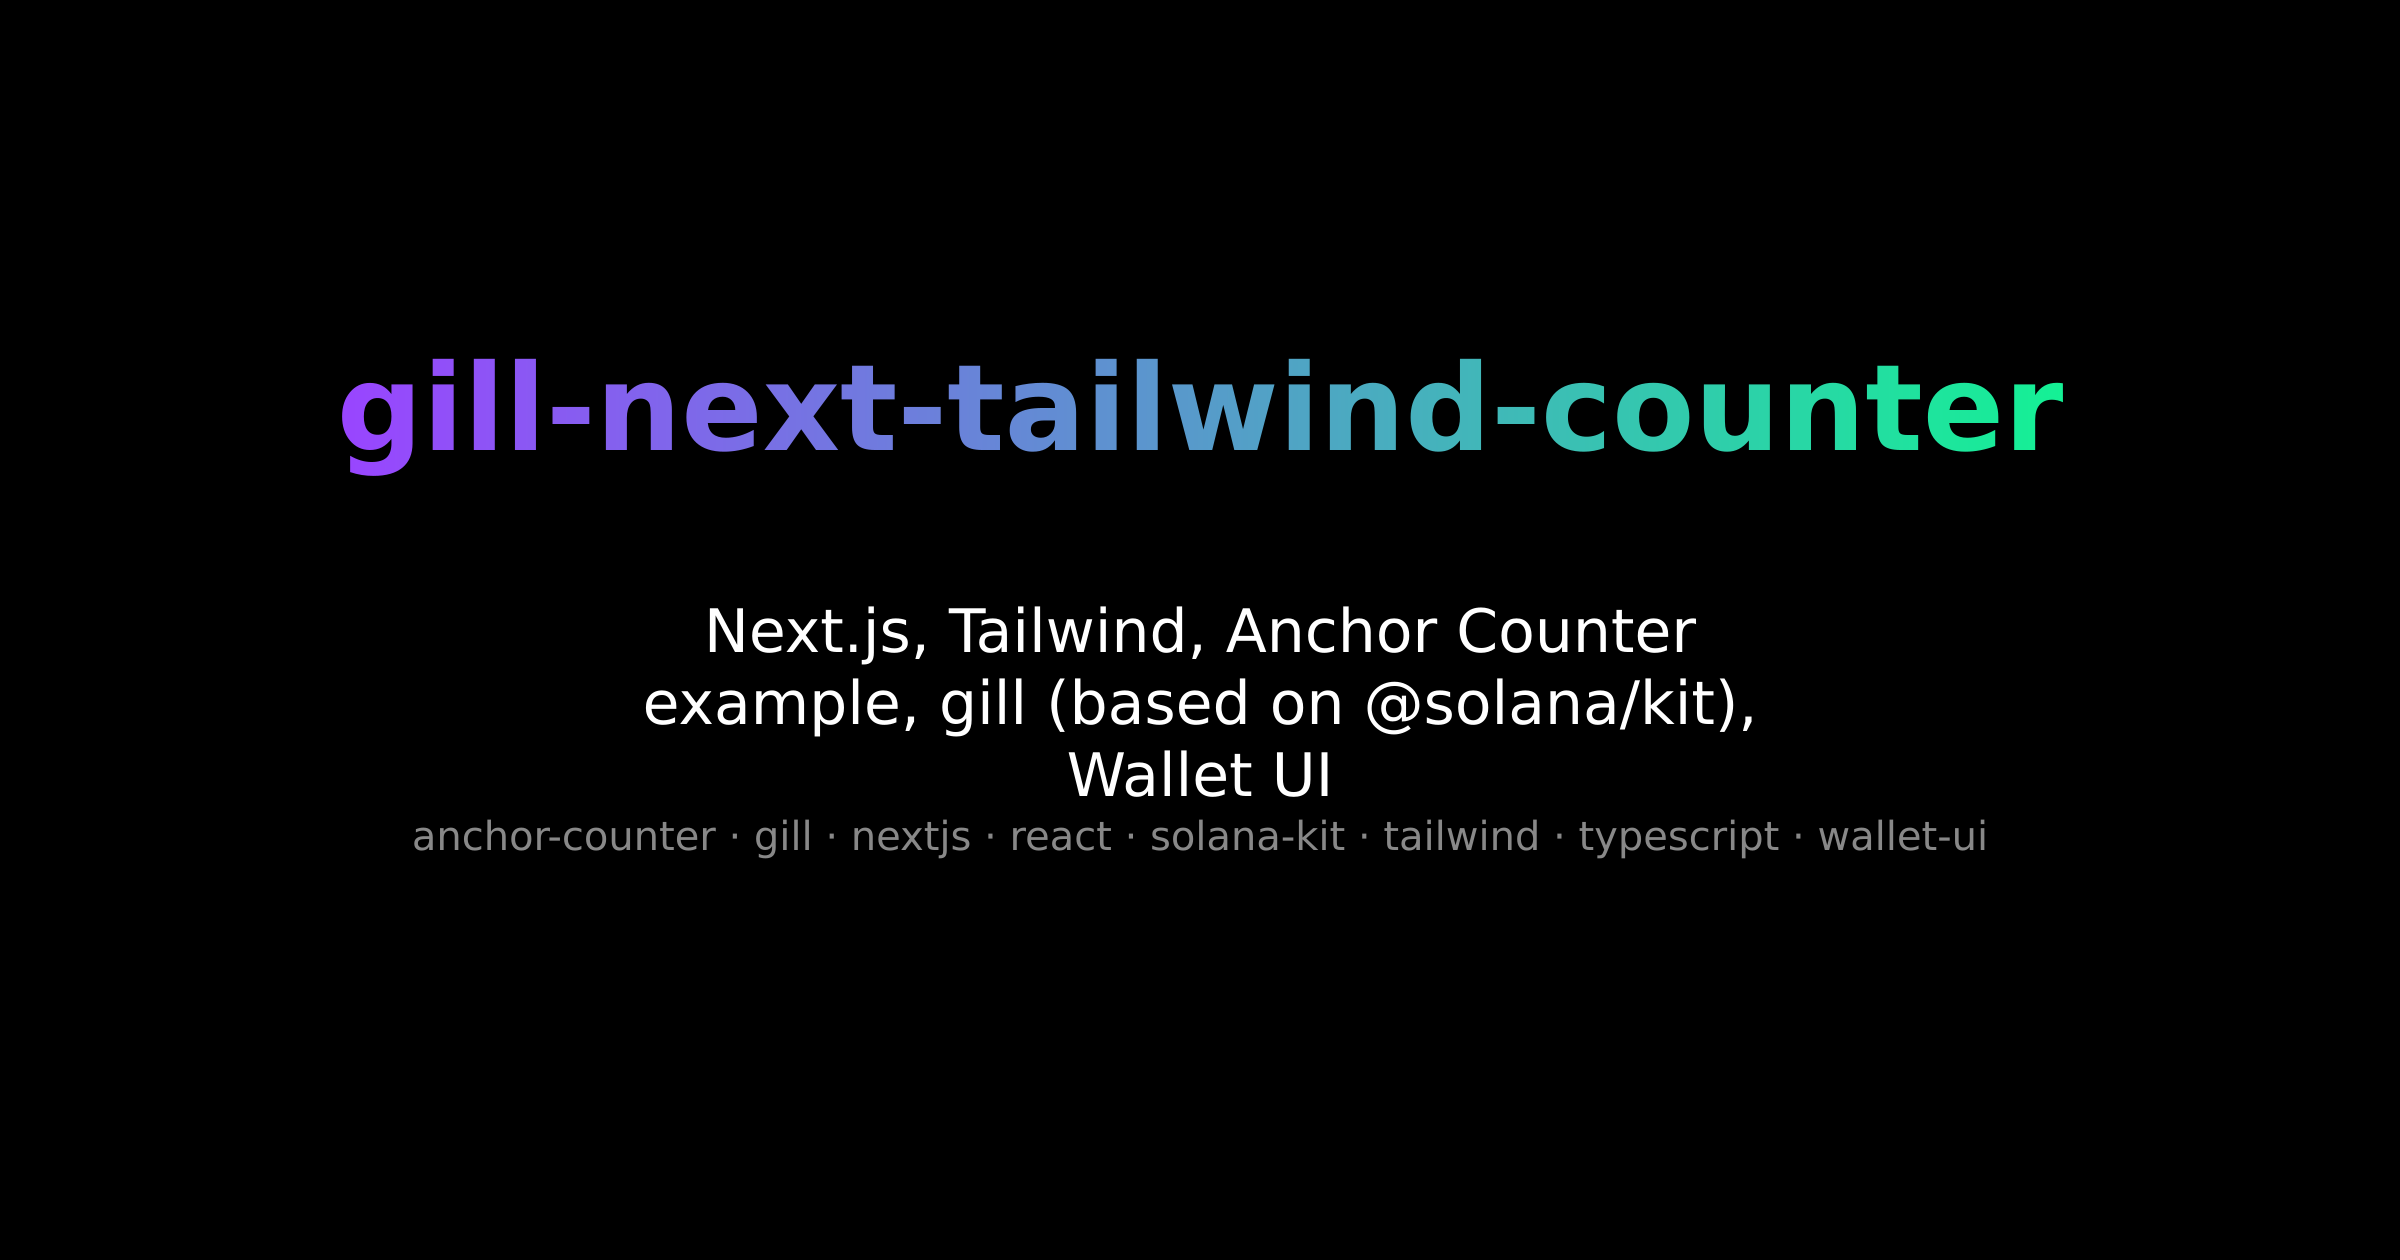 gill-next-tailwind-counter
Next.js, Tailwind, Anchor Counter
example, gill (based on @solana/kit),
Wallet UI
anchor-counter · gill · nextjs · react · solana-kit · tailwind · typescript · wallet-ui